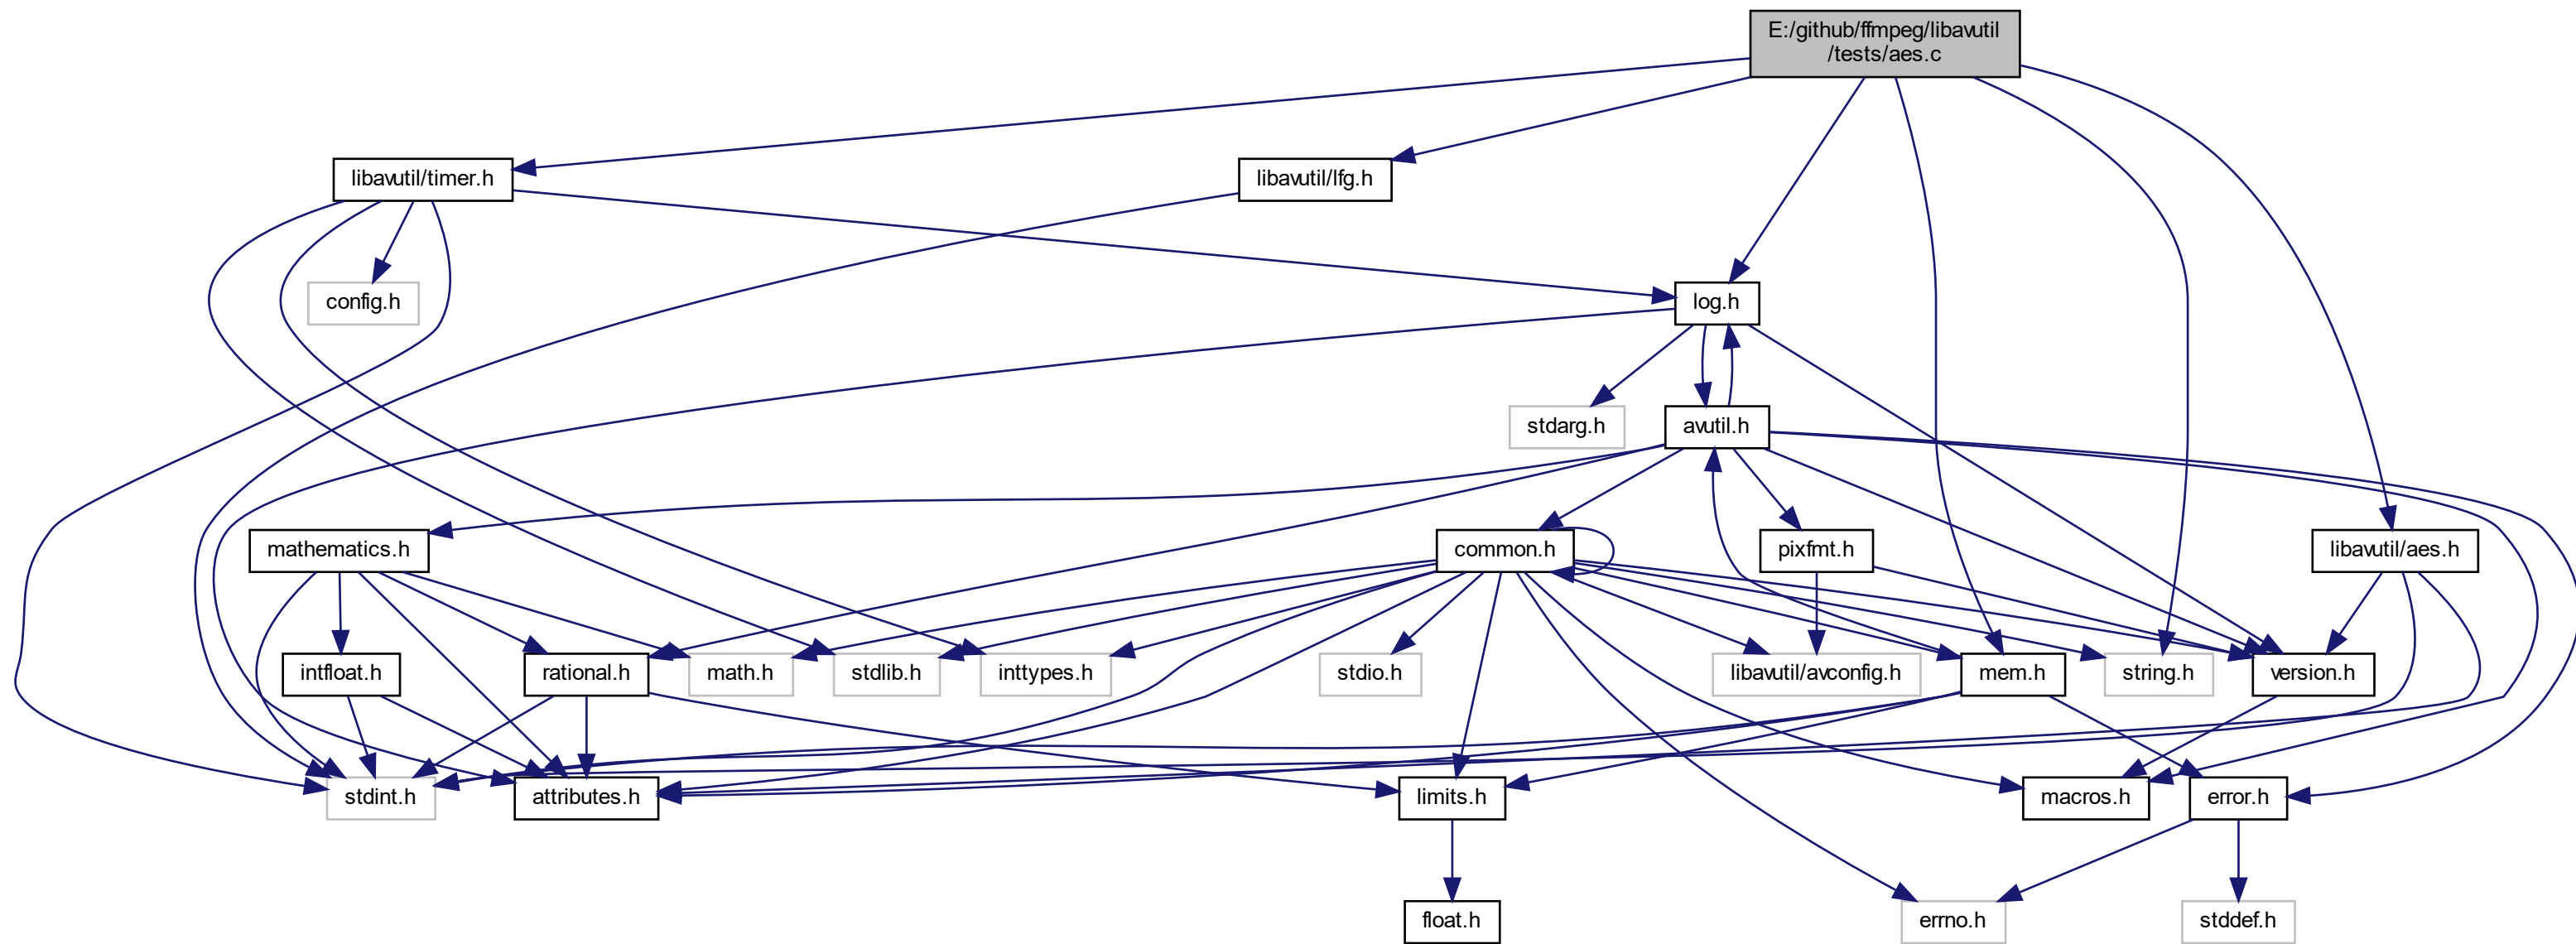 E:/github/ffmpeg/libavutil
/tests/aes.c
libavutil/timer.h
libavutil/lfg.h
config.h
log.h
stdarg.h
avutil.h
mathematics.h
common.h
pixfmt.h
libavutil/aes.h
intfloat.h
rational.h
math.h
stdlib.h
inttypes.h
stdio.h
libavutil/avconfig.h
mem.h
string.h
version.h
stdint.h
attributes.h
limits.h
macros.h
error.h
float.h
errno.h
stddef.h